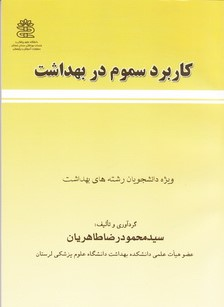 کاربرد سموم در بهداشت
ویژه دانشجویان رشته های بهداشت
گردآوری و تألیف:
سیدمحمودرضا طاهریان
عضو هیأت علمی دانشکده بهداشت دانشگاه علوم پزشکی لرستان